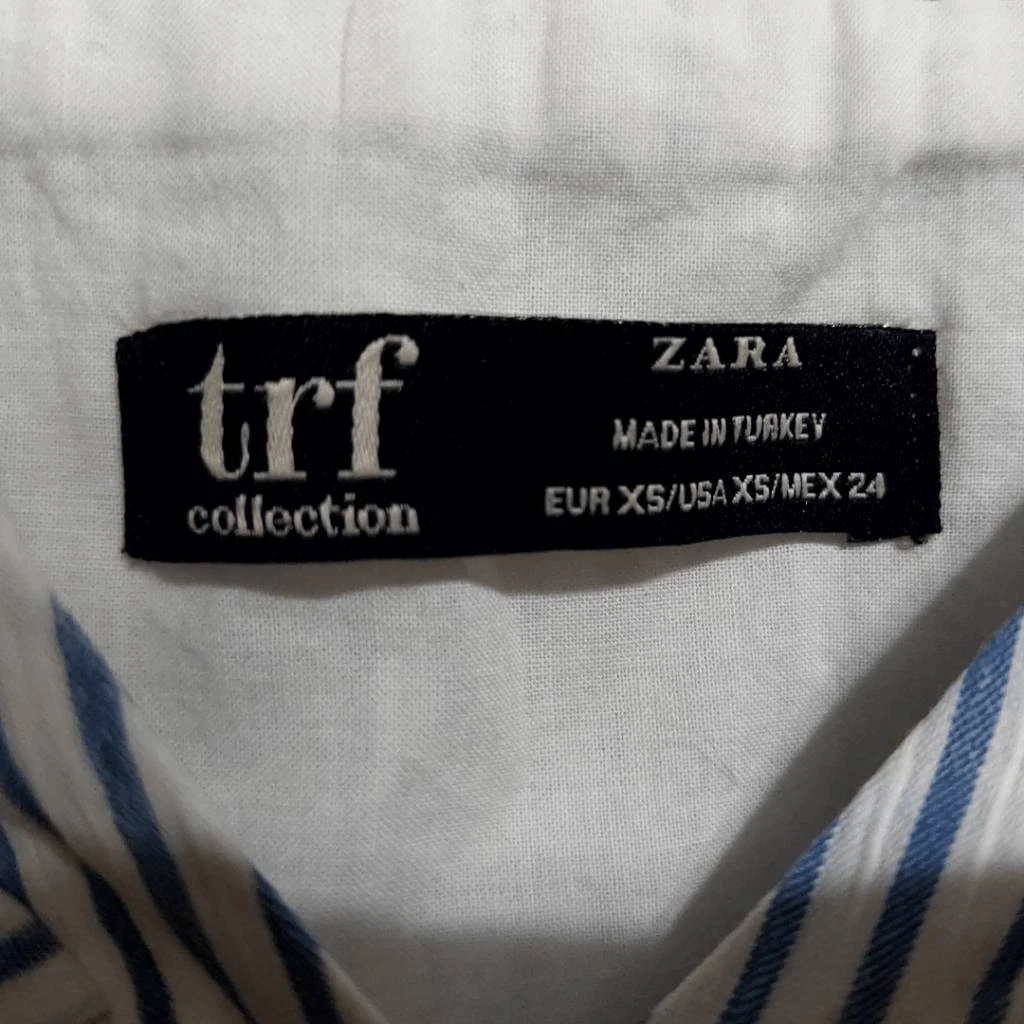 trf
collection
ZARA
MADE IN TURKEY
EUR XS/USA XS/MEX 24